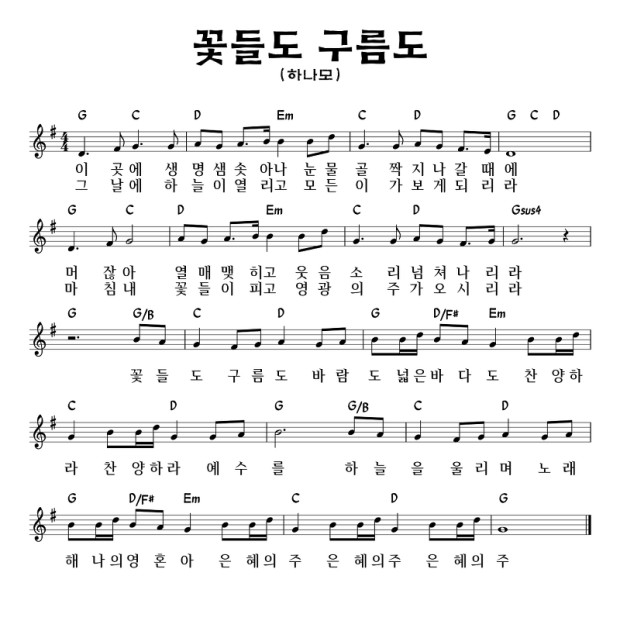 꽃들도 구름도
(하나모)
G C D Em C D G C D
4
4
이 곳에 생 명샘 솟 아나 눈 물 골 짝 지나 갈 때에
그 날에 하 늘이 열 리고 모 든 이 가 보게 되 리 라
G C D Em C D Gsus4
머 잖아 열 매맺 히고 웃 음 소 리 넘쳐 나 리 라
마 침내 꽃 들이 피고 영 광 의 주 가 오 시 리 라
G G/B C D G D/F# Em
꽃 들 도 구 름 도 바 람 도 넓은 바 다 도 찬 양 하
C D G G/B C D
라 찬 양하 라 예 수 를 하 늘 을 울 리 며 노 래
G D/F# Em C D G
해 나의 영 혼 아 은 혜의 주 은 혜의 주 은 혜의 주